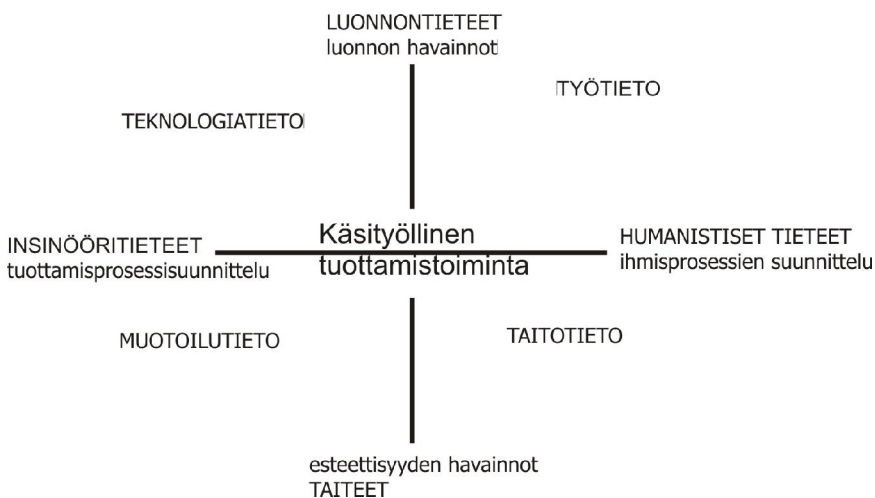 LUONNONTIETEET
luonnon havainnot
TYÖTIETO
TEKNOLOGIATIETO
Käsityöllinen
tuottamistoiminta
INSINÖÖRITIETEET
tuottamisprosessisuunnittelu
HUMANISTISET TIETEET
ihmisprosessien suunnittelu
MUOTOILUTIETO
TAITOTIETO
esteettisyyden havainnot
TAITEET